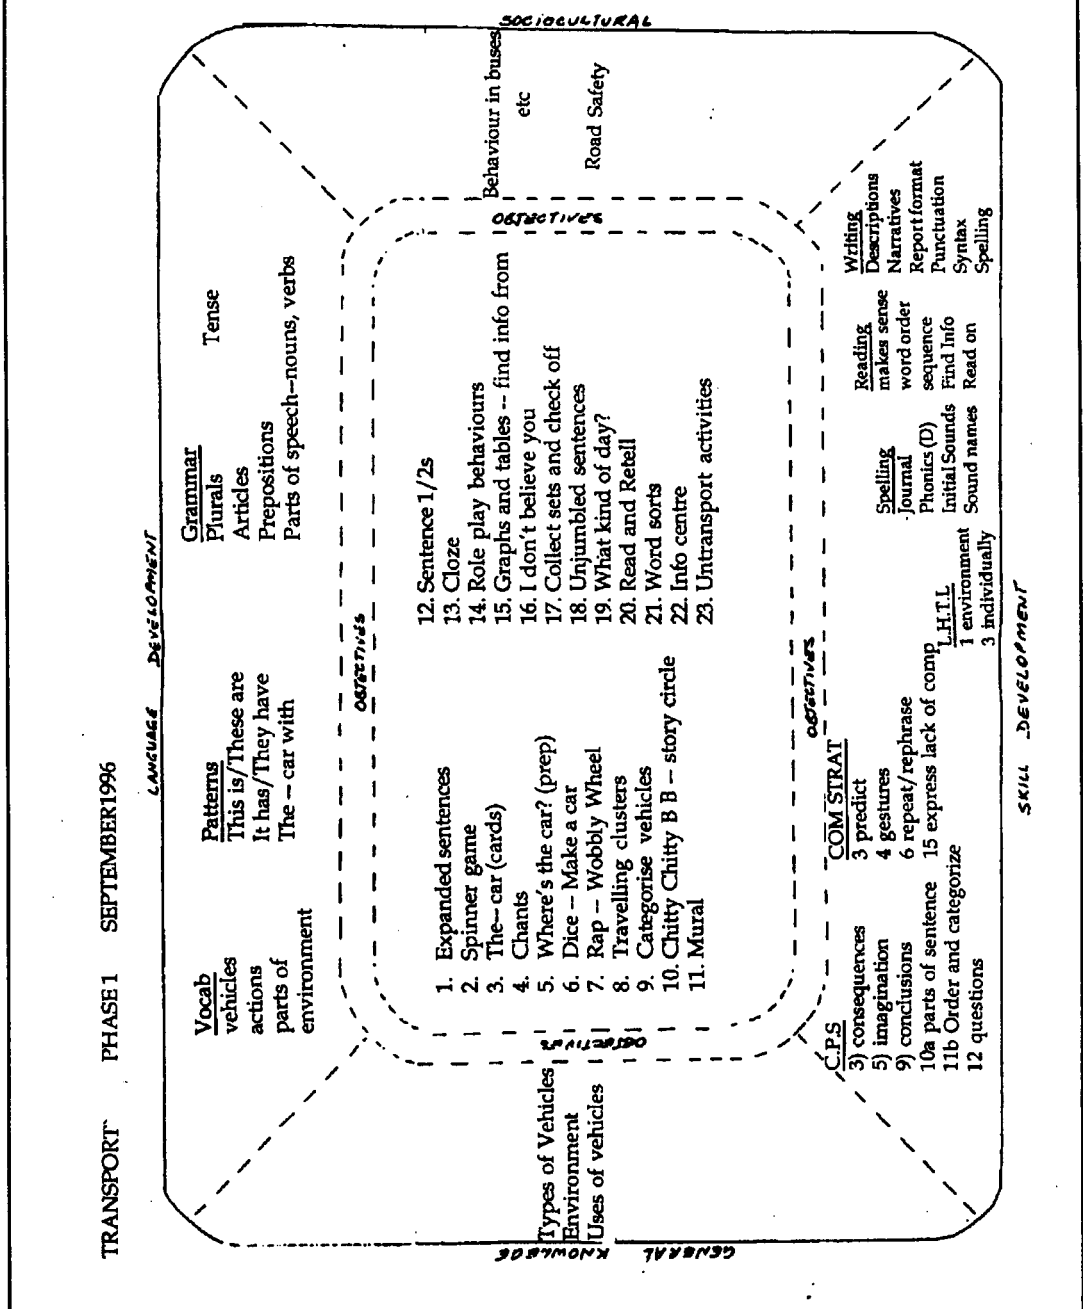 TRANSPORT PHASE 1 SEPTEMBER1996
LANGUAGE DEVELOPMENT
Vocab
vehicles
actions
parts of
environment
Patterns
This is/These are
It has/They have
The – car with
Grammar
Plurals
Articles
Prepositions
Parts of speech–nouns, verbs
Tense
OBJECTIVES
GENERAL KNOWLEDGE
Types of Vehicles
Environment
Uses of vehicles
OBJECTIVES
1. Expanded sentences
2. Spinner game
3. The– car (cards)
4. Chants
5. Where's the car? (prep)
6. Dice – Make a car
7. Rap – Wobbly Wheel
8. Travelling clusters
9. Categorise vehicles
10. Chitty Chitty B B – story circle
11. Mural
12. Sentence 1/2s
13. Cloze
14. Role play behaviours
15. Graphs and tables -- find info from
16. I don't believe you
17. Collect sets and check off
18. Unjumbled sentences
19. What kind of day?
20. Read and Retell
21. Word sorts
22. Info centre
23. Untransport activities
OBJECTIVES
SOCIOCULTURAL
Behaviour in buses
etc
Road Safety
OBJECTIVES
C.P.S
3) consequences
5) imagination
9) conclusions
10a parts of sentence
11b Order and categorize
12 questions
COM STRAT
3 predict
4 gestures
6 repeat/rephrase
15 express lack of comp
L.H.T.L
1 environment
3 individually
Spelling
Journal
Phonics (D)
Initial Sounds
Sound names
Reading
makes sense
word order
sequence
Find Info
Read on
Writing
Descriptions
Narratives
Report format
Punctuation
Syntax
Spelling
SKILL DEVELOPMENT